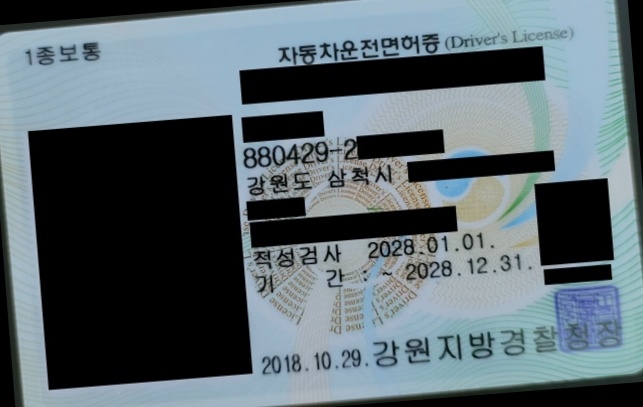 1종보통
자동차운전면허증 (Driver's License)
880429-2
강원도 삼척시
적성검사 2028.01.01.
기 간 : ~ 2028.12.31.
2018.10.29. 강원지방경찰청장